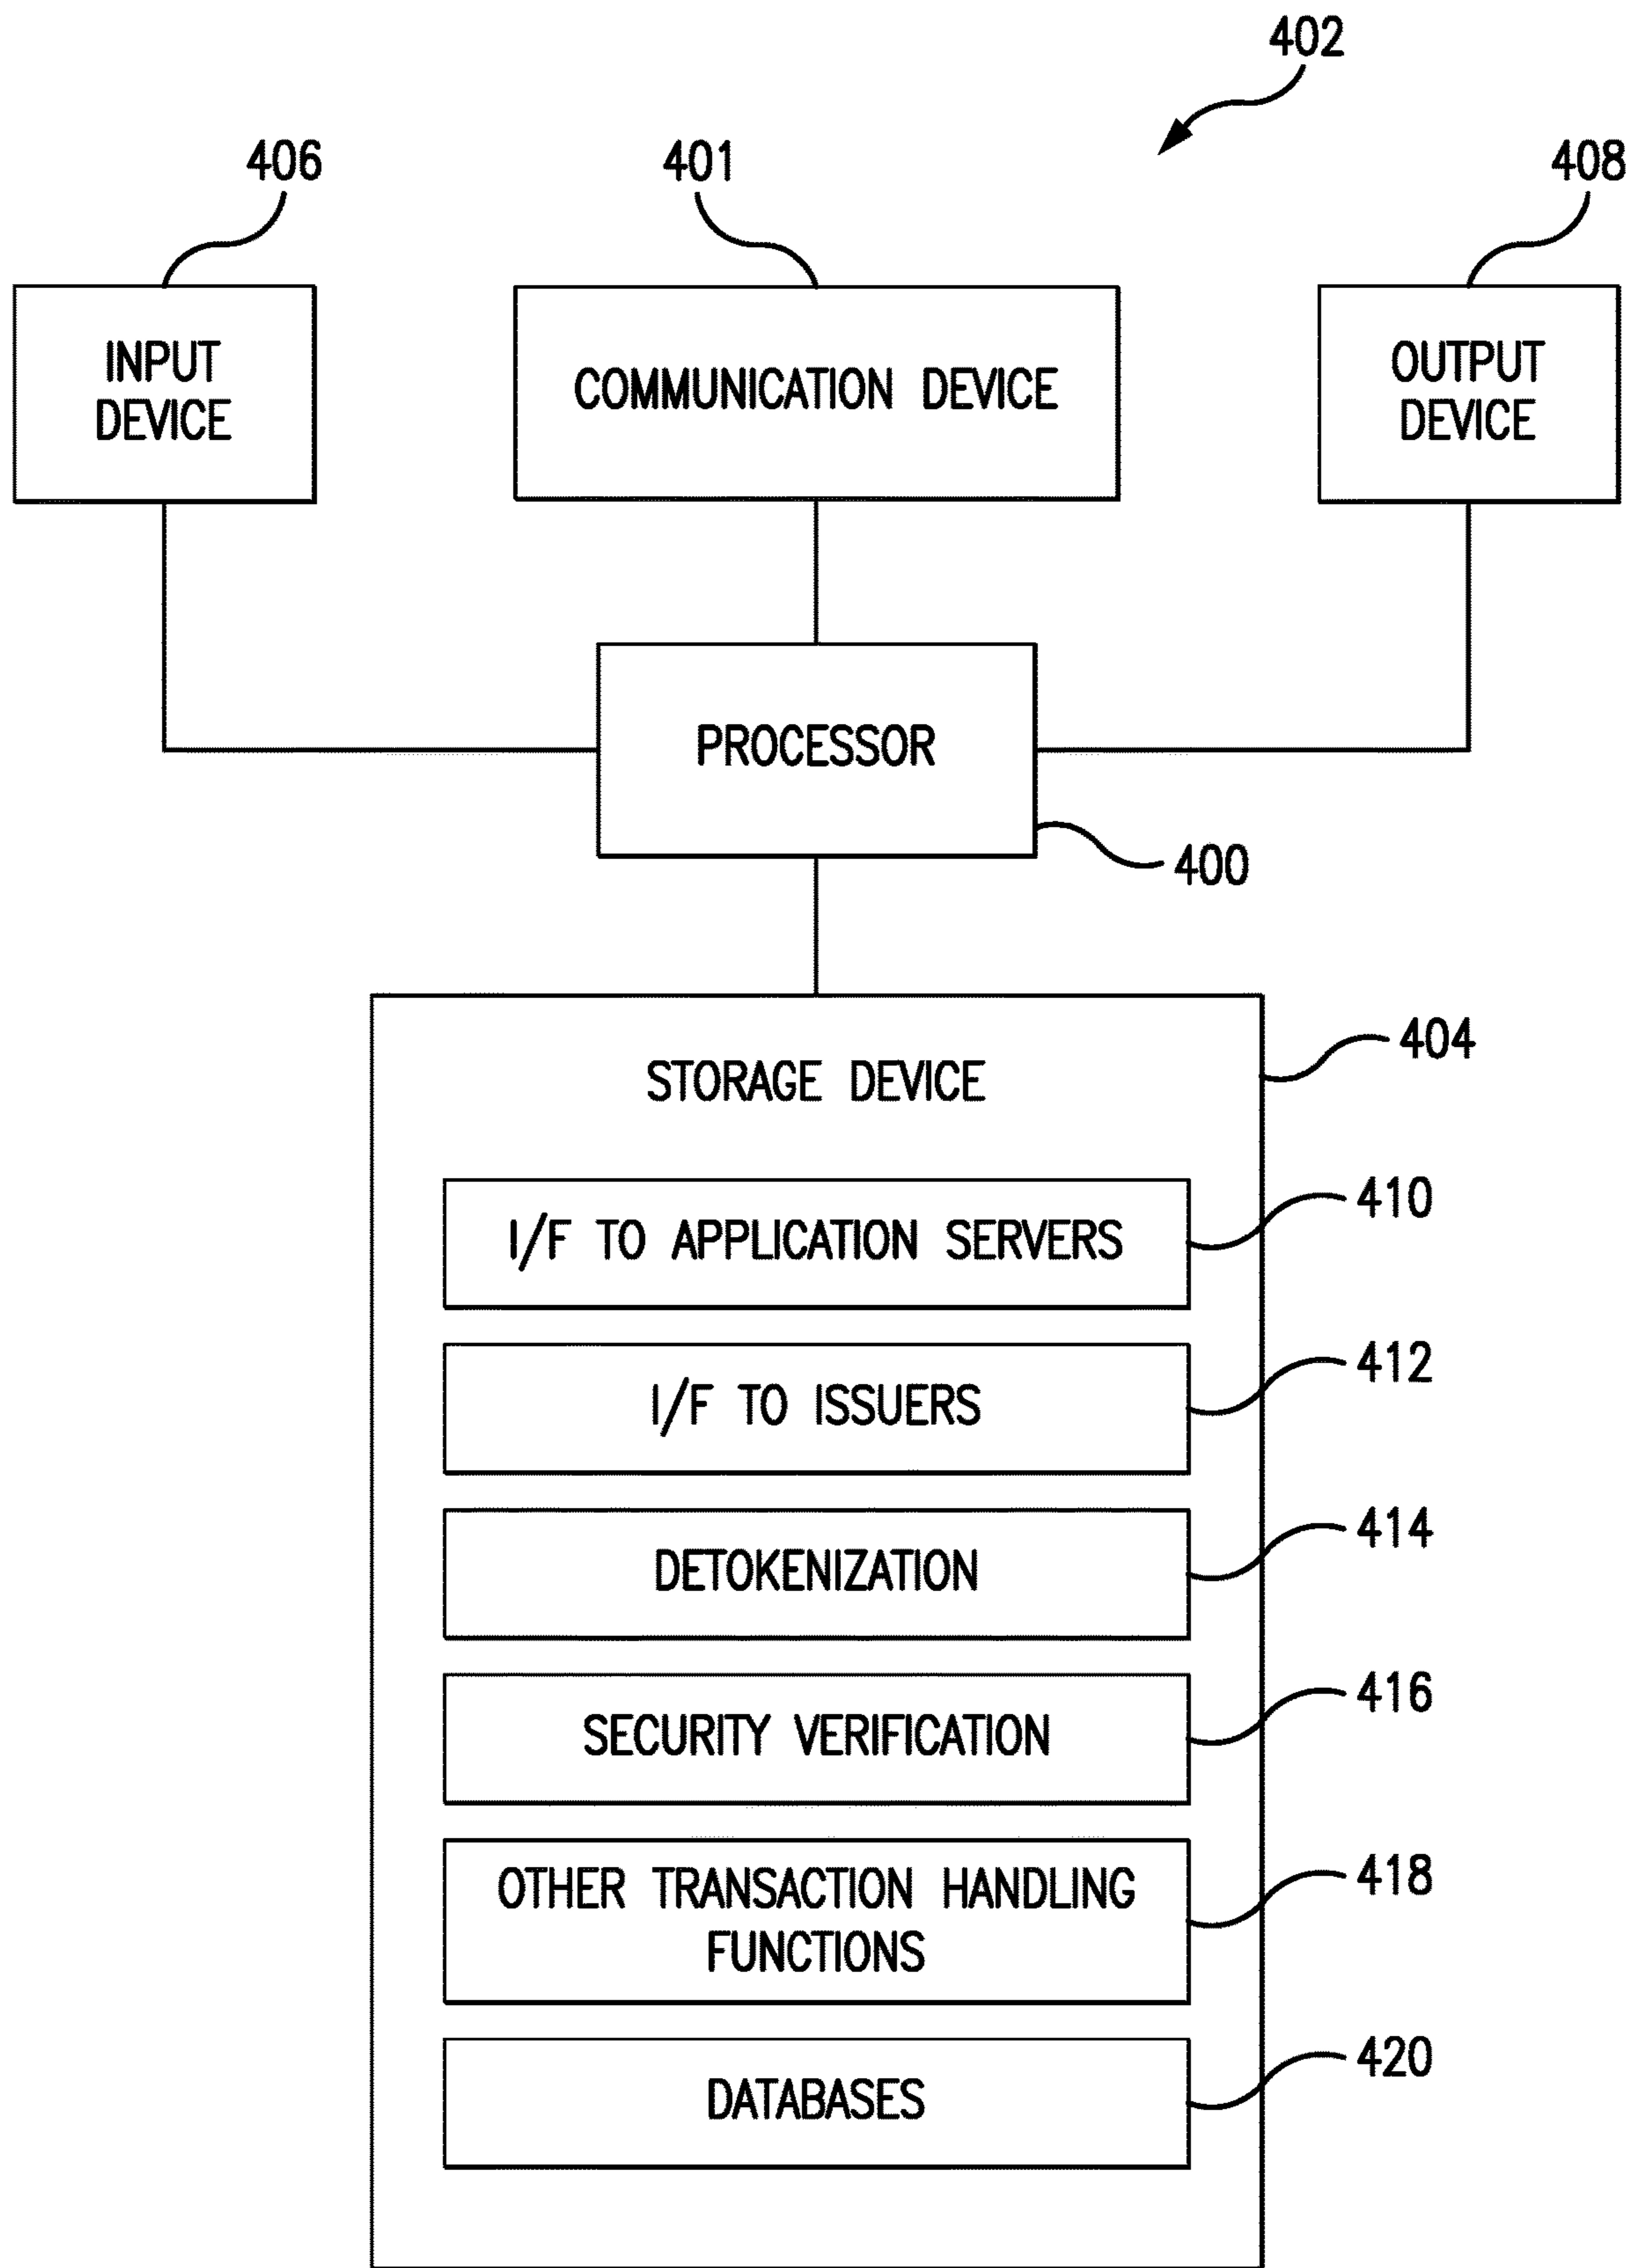 402
406
401
408
INPUT
DEVICE
COMMUNICATION DEVICE
OUTPUT
DEVICE
PROCESSOR
400
STORAGE DEVICE
404
I/F TO APPLICATION SERVERS
410
I/F TO ISSUERS
412
DETOKENIZATION
414
SECURITY VERIFICATION
416
OTHER TRANSACTION HANDLING
FUNCTIONS
418
DATABASES
420